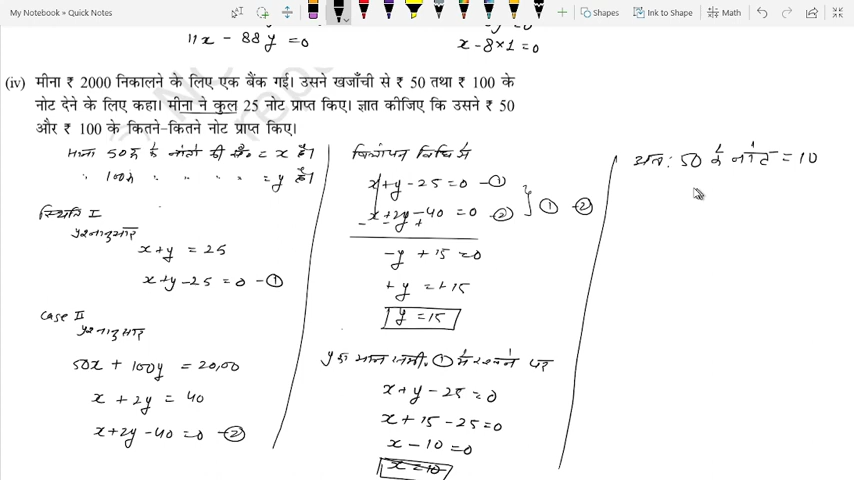 My Notebook > Quick Notes
Shapes
Ink to Shape
Math
11x - 88y = 0
x - 8×1 = 0
(iv) मीना ₹ 2000 निकालने के लिए एक बैंक गई। उसने खजाँची से ₹ 50 तथा ₹ 100 के
नोट देने के लिए कहा। मीना ने कुल 25 नोट प्राप्त किए। ज्ञात कीजिए कि उसने ₹ 50
और ₹ 100 के कितने-कितने नोट प्राप्त किए।
माना 50रु के नोटों की सं० = x है।
" 100रु " " " = y है।
स्थिति I
प्रश्नानुसार
x + y = 25
x + y - 25 = 0 - ①
Case II
प्रश्नानुसार
50x + 100y = 2000
x + 2y = 40
x + 2y - 40 = 0 - ②
विलोपन विधि से
x + y - 25 = 0 - ①
x + 2y - 40 = 0 ②
- - +
① ②
-y + 15 = 0
+y = +15
y = 15
y का मान समी. ① में रखने पर
x + y - 25 = 0
x + 15 - 25 = 0
x - 10 = 0
x = 10
अतः 50 के नोट = 10